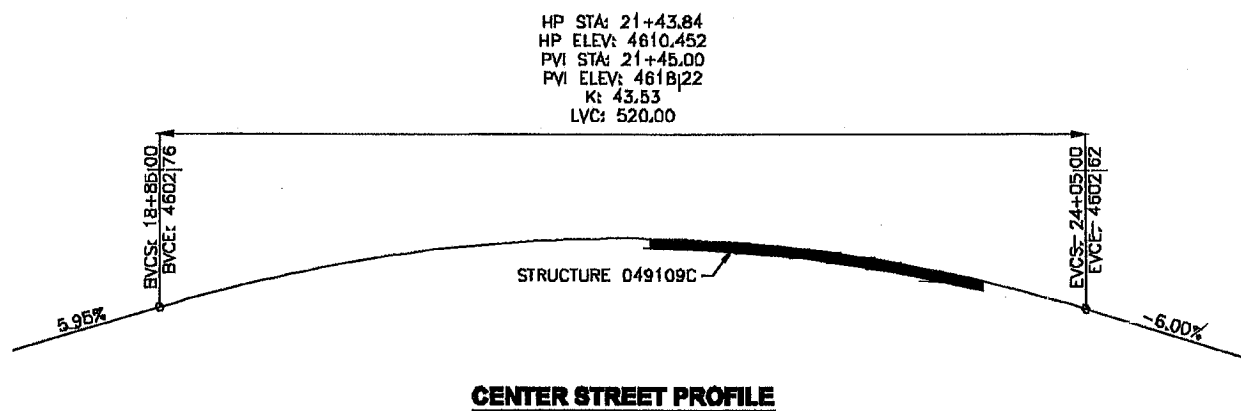 HP STA: 21+43.84
HP ELEV: 4610.452
PVI STA: 21+45.00
PVI ELEV: 4618.22
K: 43.53
LVC: 520.00
BVCS: 18+85.00
BVCE: 4602.76
EVCS: 24+05.00
EVCE: 4602.62
STRUCTURE 049109C
5.95%
-6.00%
CENTER STREET PROFILE